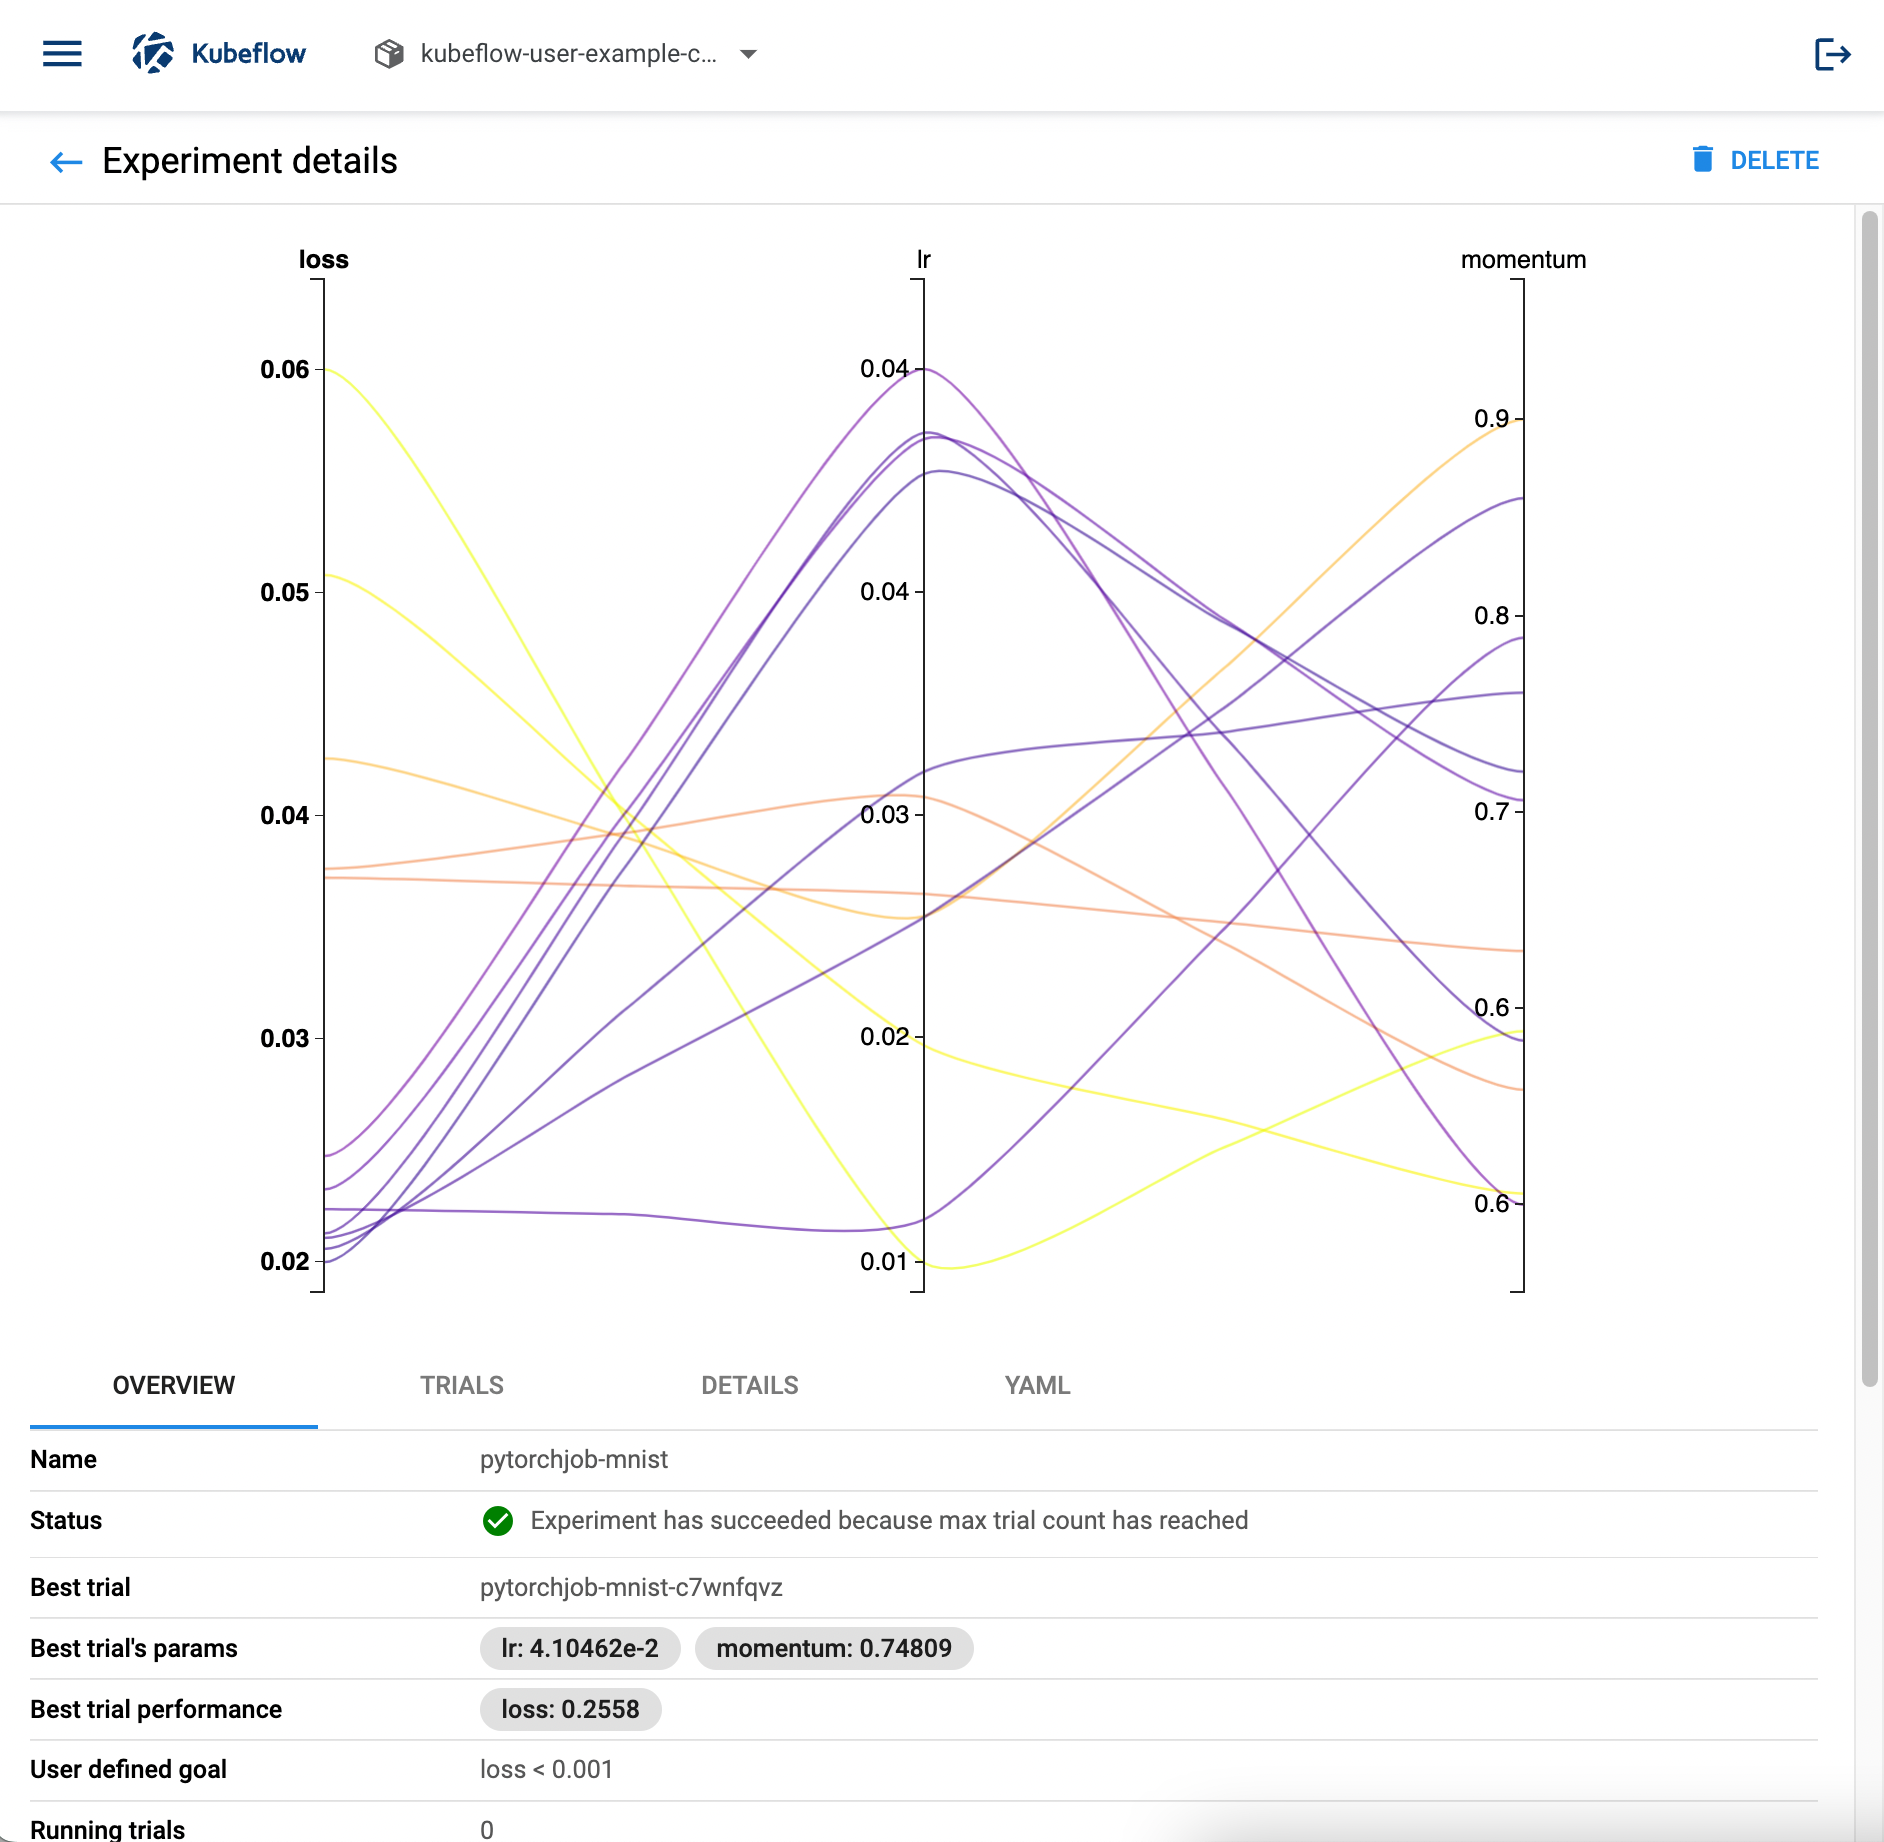 Kubeflow
kubeflow-user-example-c...
Experiment details
DELETE
loss
lr
momentum
0.06
0.05
0.04
0.03
0.02
0.04
0.04
0.03
0.02
0.01
0.9
0.8
0.7
0.6
0.6
OVERVIEW
TRIALS
DETAILS
YAML
Name pytorchjob-mnist
Status Experiment has succeeded because max trial count has reached
Best trial pytorchjob-mnist-c7wnfqvz
Best trial's params lr: 4.10462e-2 momentum: 0.74809
Best trial performance loss: 0.2558
User defined goal loss < 0.001
Running trials 0